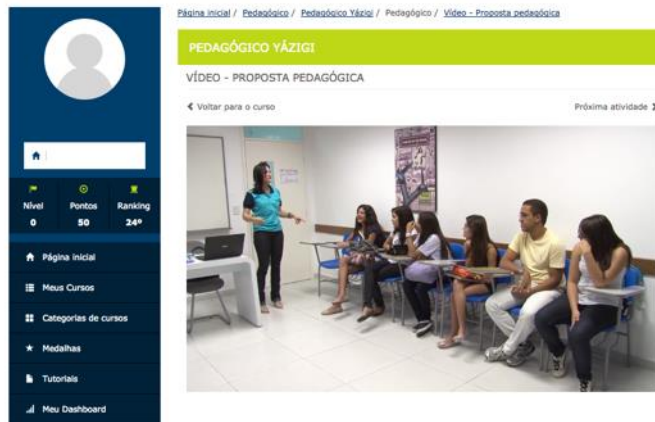 Página inicial / Pedagógico / Pedagógico Yázigi / Pedagógico / Vídeo - Proposta pedagógica
PEDAGÓGICO YÁZIGI
VÍDEO - PROPOSTA PEDAGÓGICA
Voltar para o curso
Próxima atividade
Nível Pontos Ranking
0 50 24º
Página inicial
Meus Cursos
Categorias de cursos
Medalhas
Tutoriais
Meu Dashboard